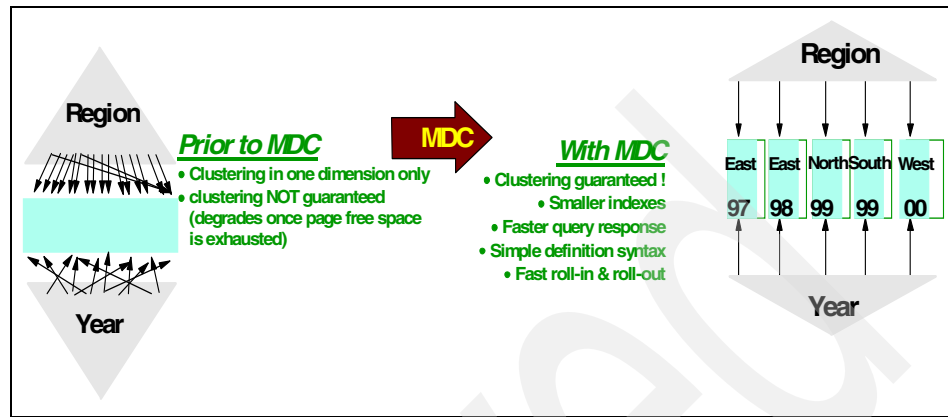 Region
Prior to MDC
• Clustering in one dimension only
• clustering NOT guaranteed
(degrades once page free space
is exhausted)
Year
MDC
With MDC
• Clustering guaranteed !
• Smaller indexes
• Faster query response
• Simple definition syntax
• Fast roll-in & roll-out
Region
East East North South West
97 98 99 99 00
Year